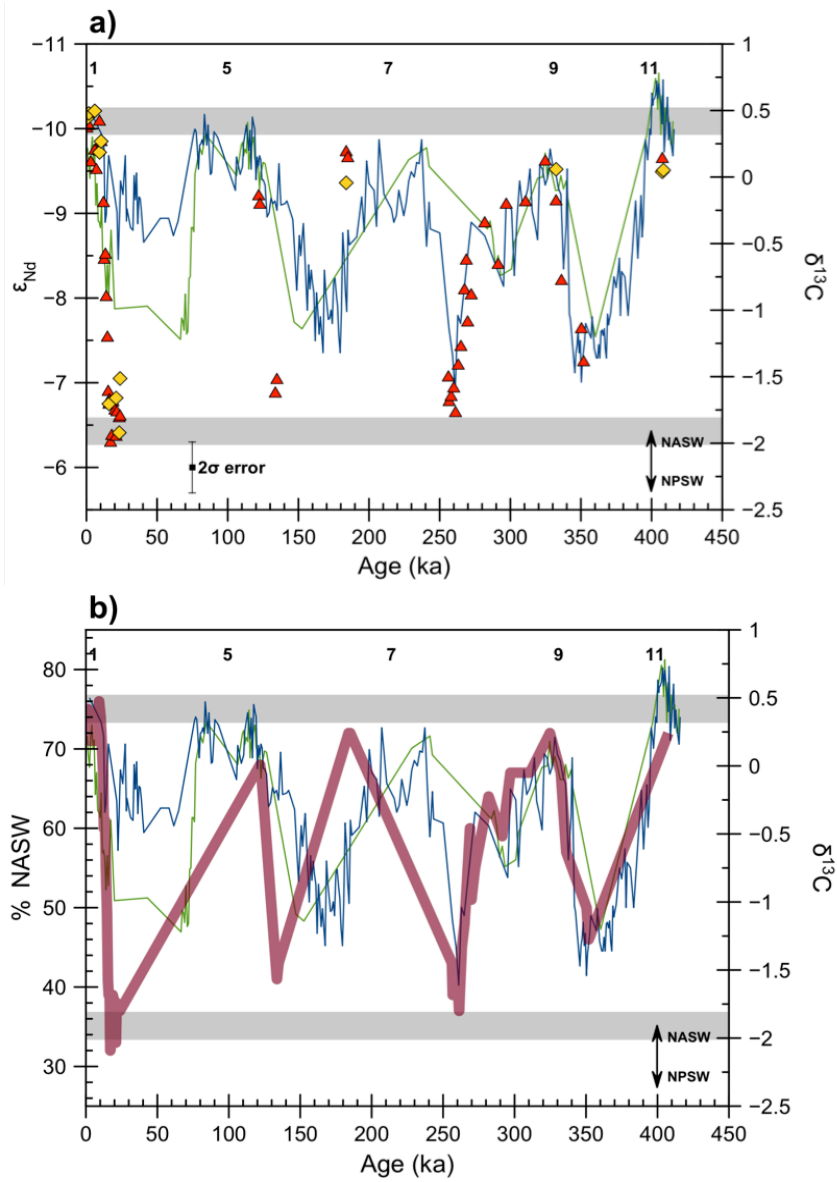 a)
1 5 7 9 11
−11
−10
−9
−8
−7
−6
εNd
1
0.5
0
−0.5
−1
−1.5
−2
−2.5
δ13C
2σ error
NASW
NPSW
0 50 100 150 200 250 300 350 400 450
Age (ka)
b)
1 5 7 9 11
80
70
60
50
40
30
% NASW
1
0.5
0
−0.5
−1
−1.5
−2
−2.5
δ13C
NASW
NPSW
0 50 100 150 200 250 300 350 400 450
Age (ka)